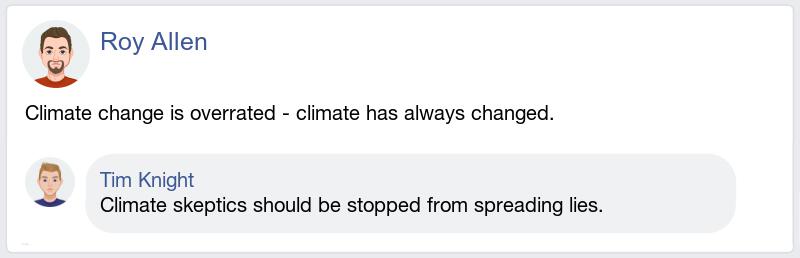 Roy Allen
Climate change is overrated - climate has always changed.
Tim Knight
Climate skeptics should be stopped from spreading lies.